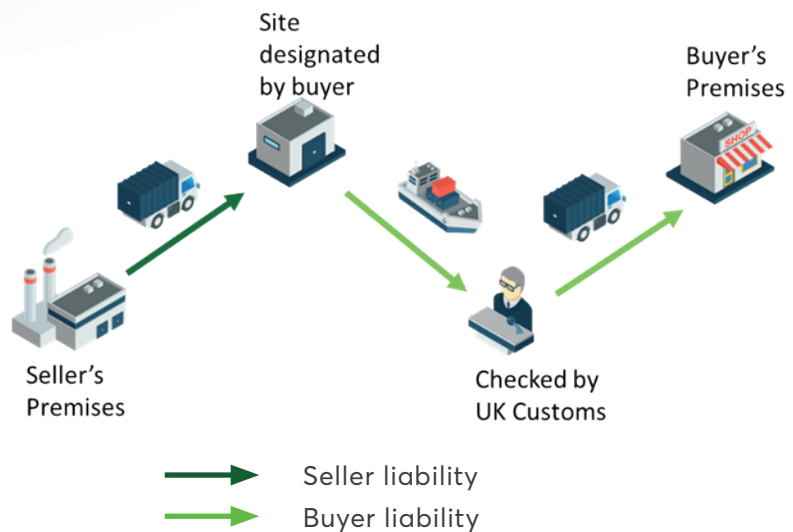 Site
designated
by buyer
Buyer's
Premises
SHOP
Seller's
Premises
Checked by
UK Customs
Seller liability
Buyer liability